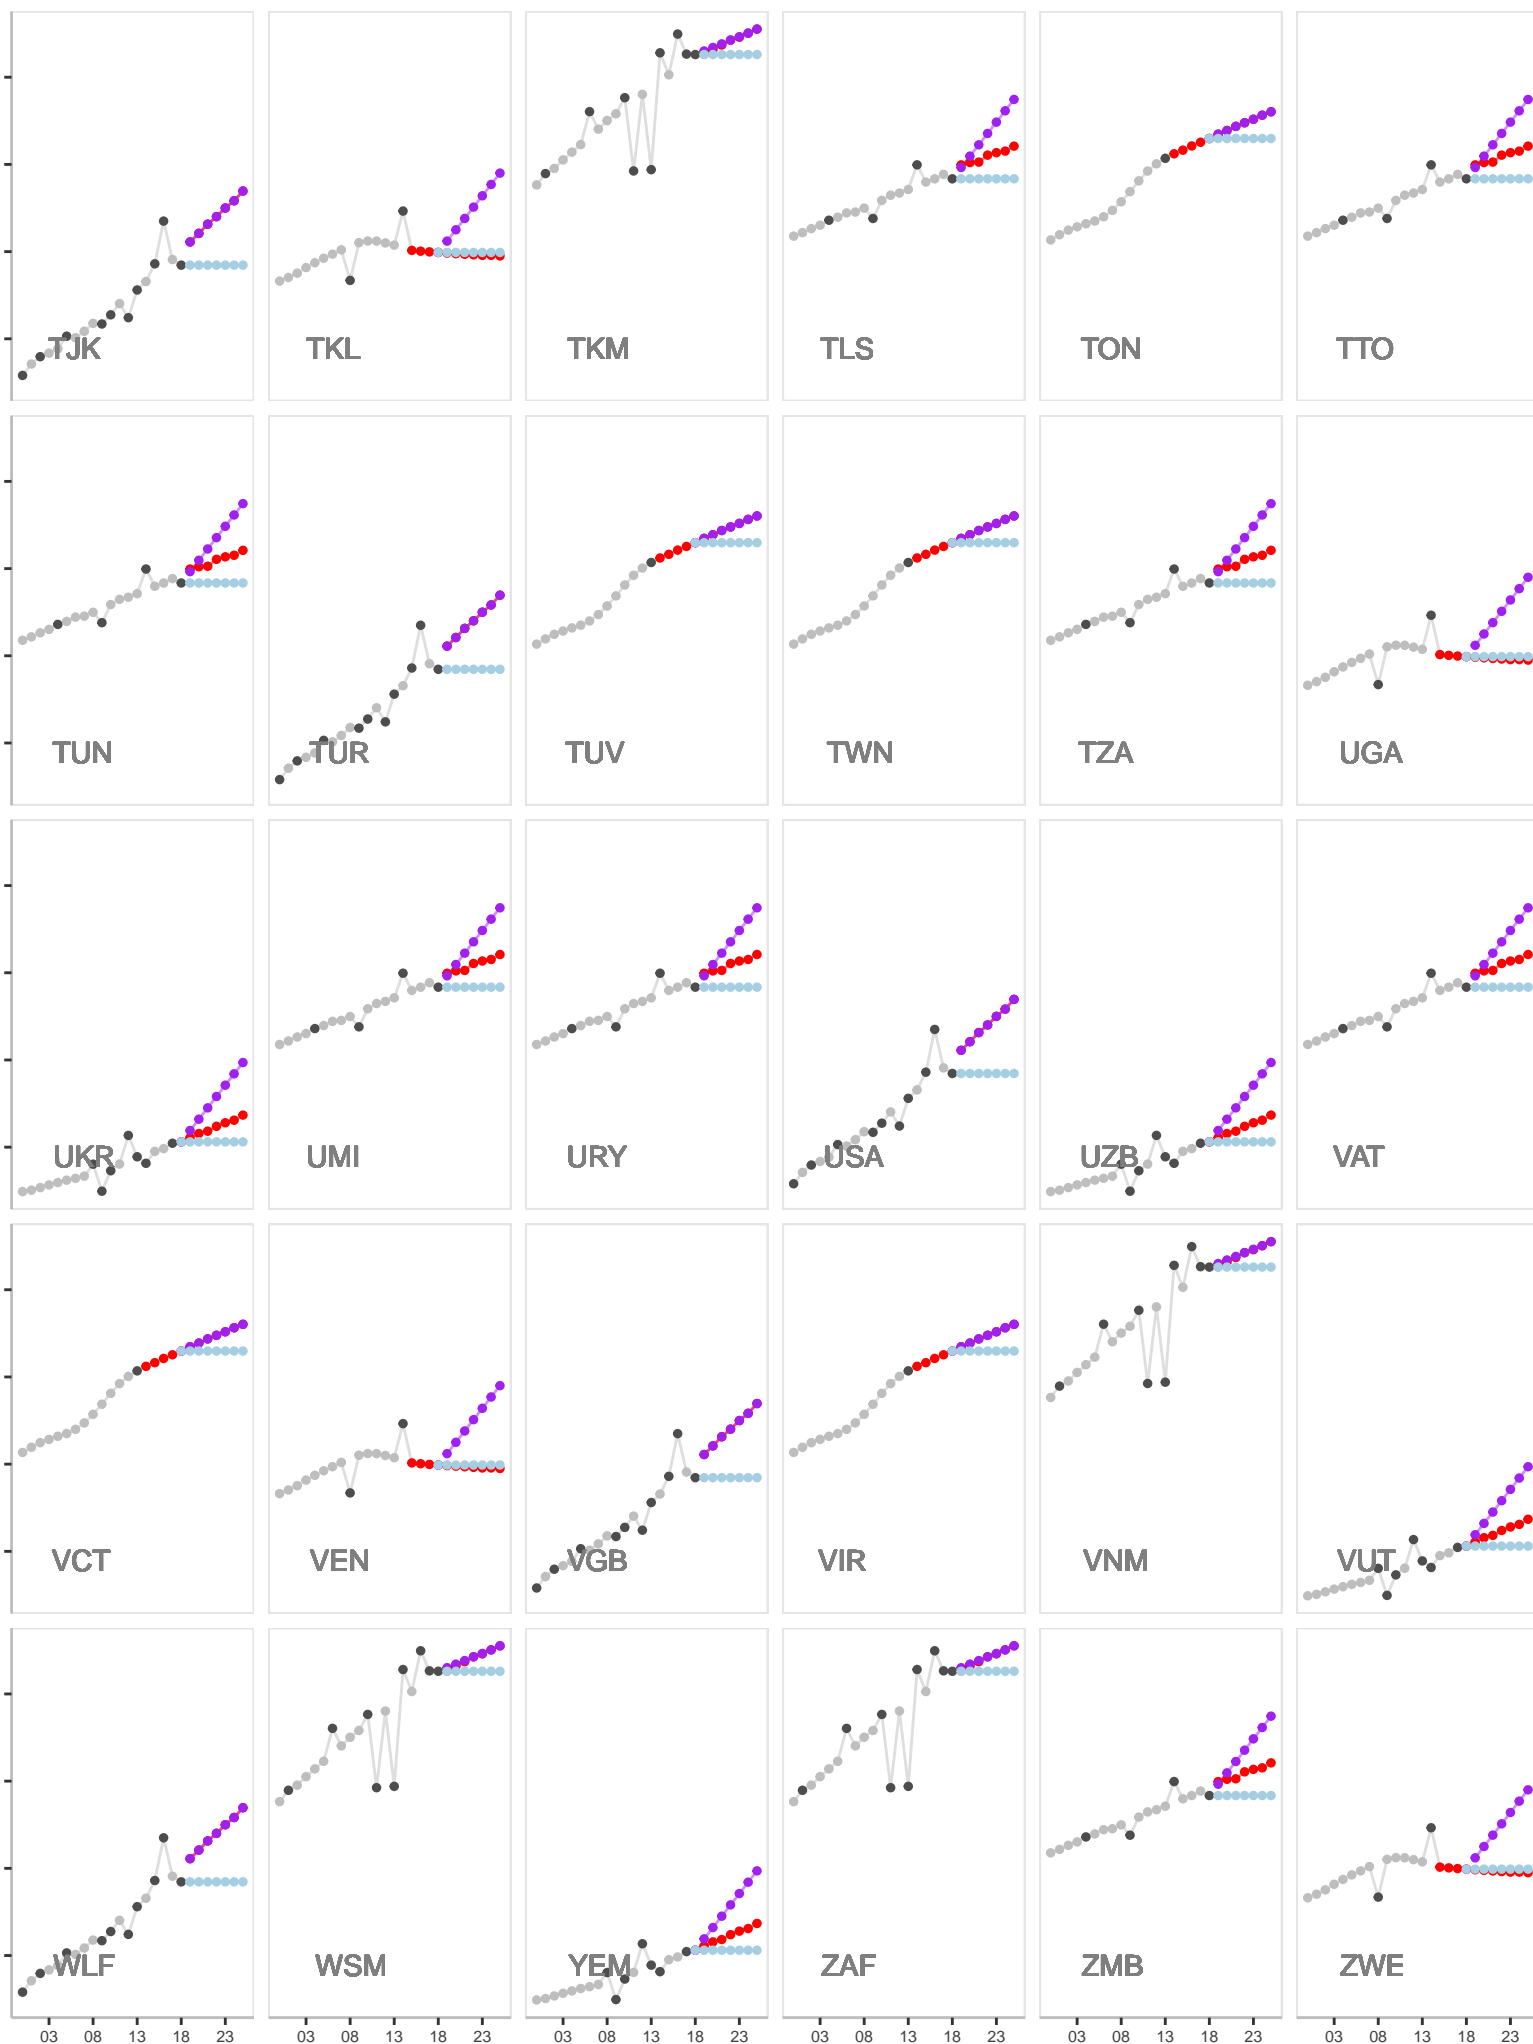 TJK TKL TKM TLS TON TTO
TUN TUR TUV TWN TZA UGA
UKR UMI URY USA UZB VAT
VCT VEN VGB VIR VNM VUT
WLF WSM YEM ZAF ZMB ZWE
03 08 13 18 23 03 08 13 18 23 03 08 13 18 23 03 08 13 18 23 03 08 13 18 23 03 08 13 18 23